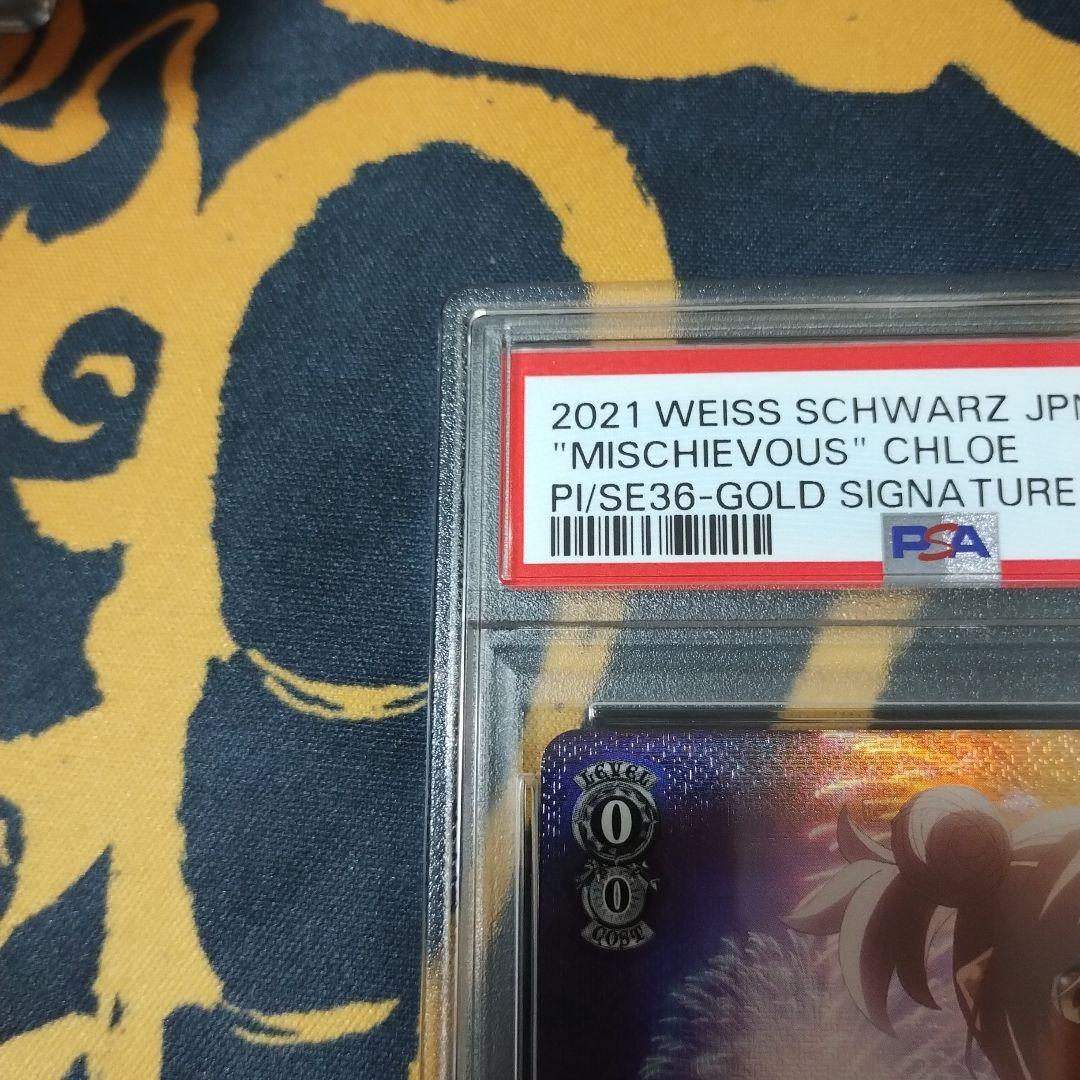 2021 WEISS SCHWARZ JPN
"MISCHIEVOUS" CHLOE
PI/SE36-GOLD SIGNATURE
PSA
LEVEL
0
0
COST